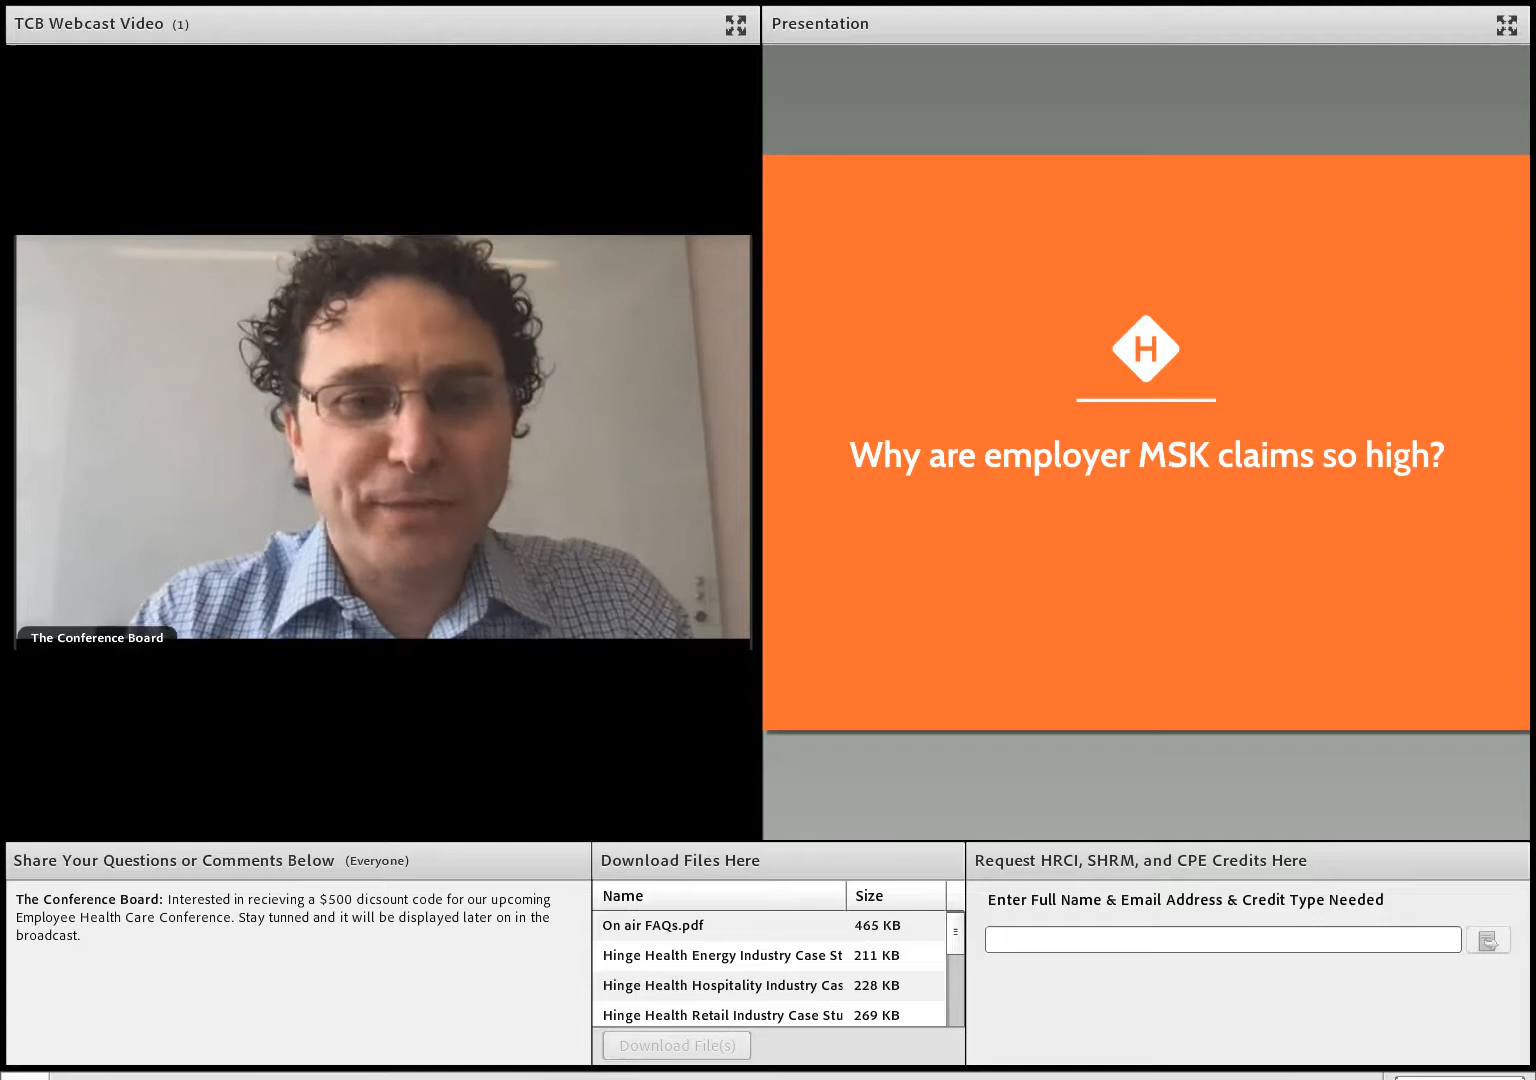 TCB Webcast Video (1)
Presentation
H
Why are employer MSK claims so high?
The Conference Board
Share Your Questions or Comments Below (Everyone)
The Conference Board: Interested in recieving a $500 dicsount code for our upcoming
Employee Health Care Conference. Stay tunned and it will be displayed later on in the
broadcast.
Download Files Here
Name Size
On air FAQs.pdf 465 KB
Hinge Health Energy Industry Case St 211 KB
Hinge Health Hospitality Industry Cas 228 KB
Hinge Health Retail Industry Case Stu 269 KB
Download File(s)
Request HRCI, SHRM, and CPE Credits Here
Enter Full Name & Email Address & Credit Type Needed